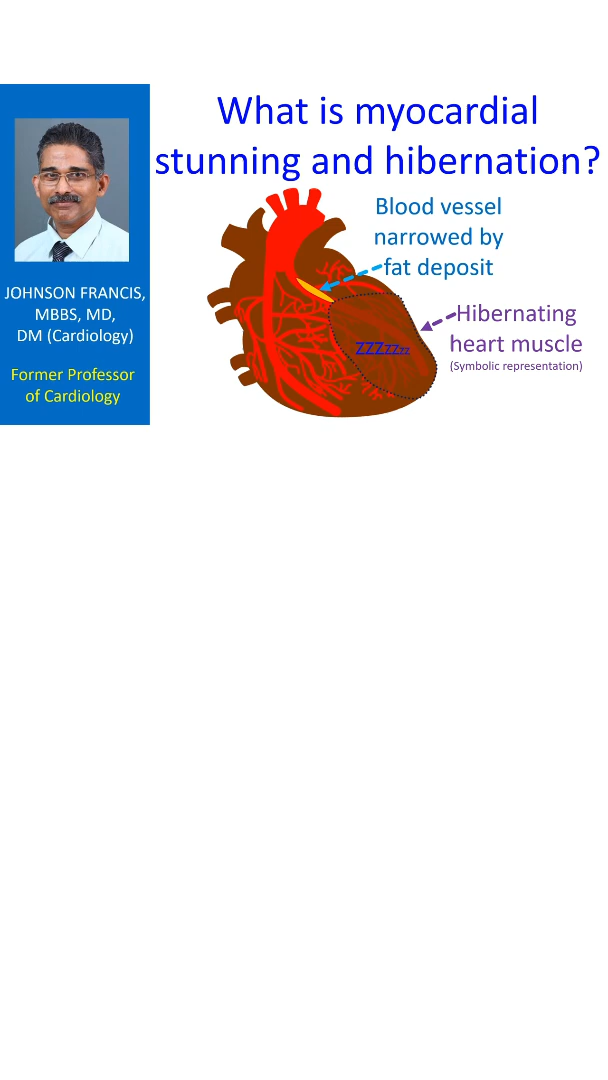 What is myocardial
stunning and hibernation?
JOHNSON FRANCIS,
MBBS, MD,
DM (Cardiology)
Former Professor
of Cardiology
Blood vessel
narrowed by
fat deposit
Hibernating
heart muscle
(Symbolic representation)
ZZZZZzz